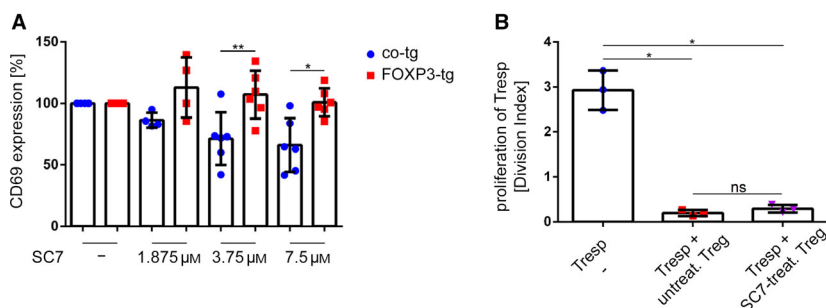 A
CD69 expression [%]
150
100
50
0
**
*
co-tg
FOXP3-tg
SC7
–
1.875 µM
3.75 µM
7.5 µM
B
proliferation of Tresp
[Division Index]
4
3
2
1
0
*
*
ns
Tresp
-
Tresp +
untreat. Treg
Tresp +
SC7-treat. Treg